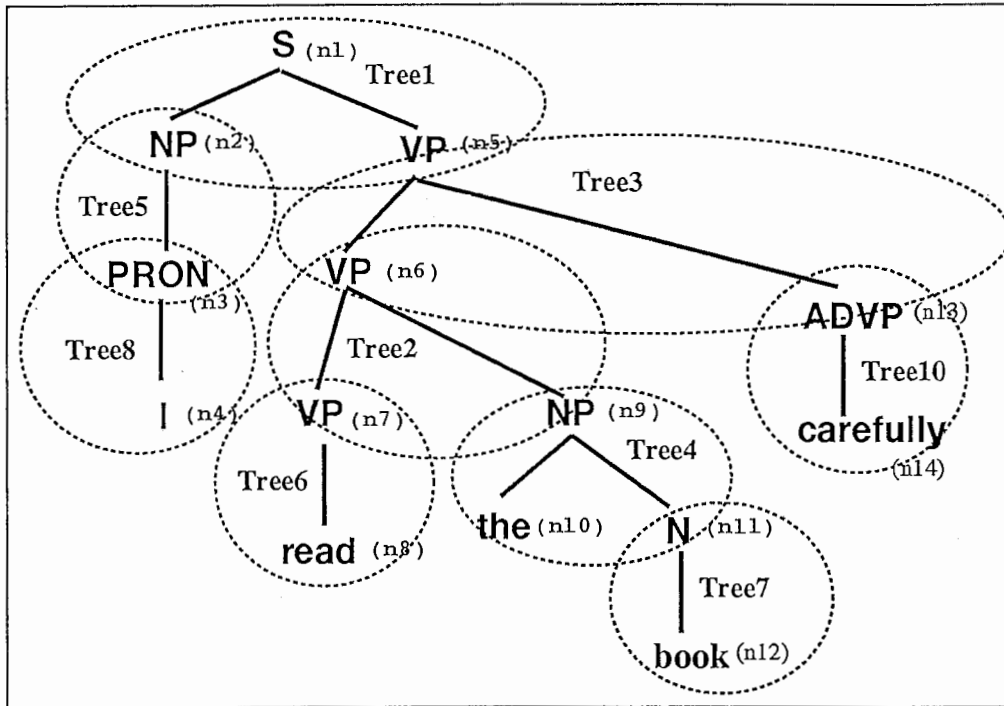 S (n1)
Tree1
NP (n2)
VP (n5)
Tree3
Tree5
PRON
(n3)
VP (n6)
ADVP (n13)
Tree8
Tree2
Tree10
I (n4)
VP (n7)
NP (n9)
carefully
(n14)
Tree4
Tree6
the (n10)
N (n11)
read (n8)
Tree7
book (n12)